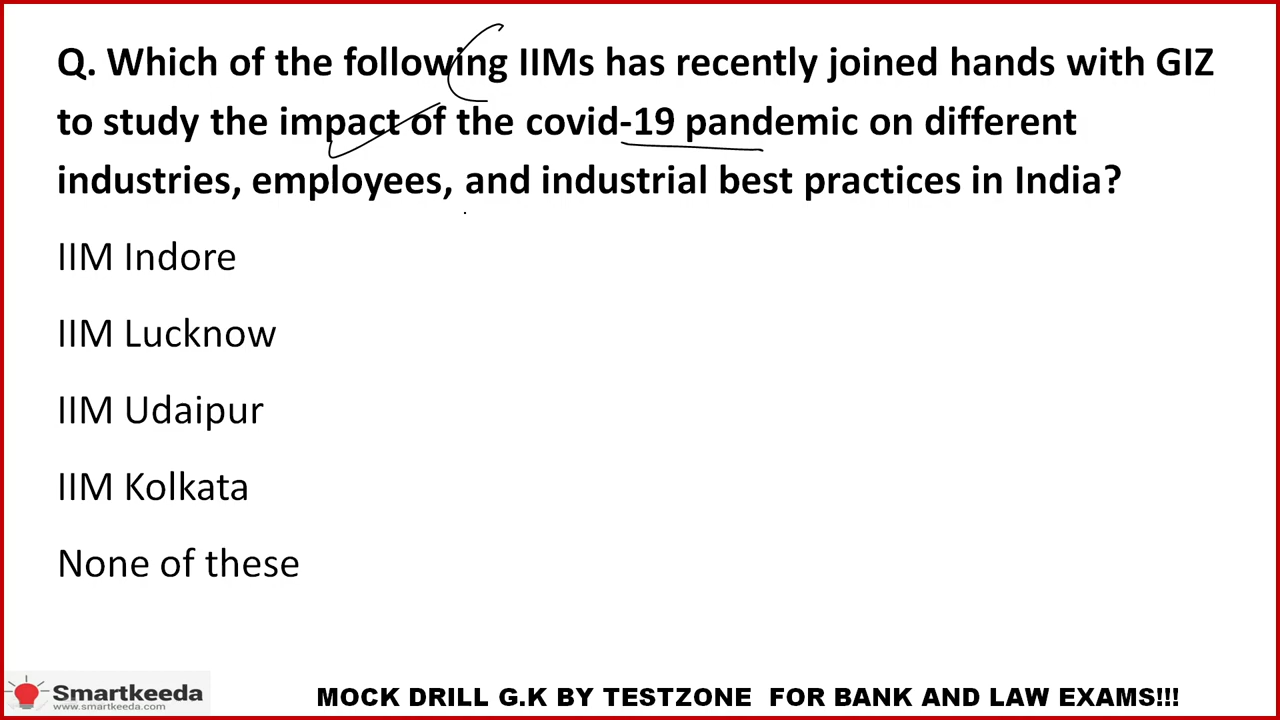 Q. Which of the following IIMs has recently joined hands with GIZ
to study the impact of the covid-19 pandemic on different
industries, employees, and industrial best practices in India?
IIM Indore
IIM Lucknow
IIM Udaipur
IIM Kolkata
None of these
Smartkeeda
www.smartkeeda.com
MOCK DRILL G.K BY TESTZONE FOR BANK AND LAW EXAMS!!!